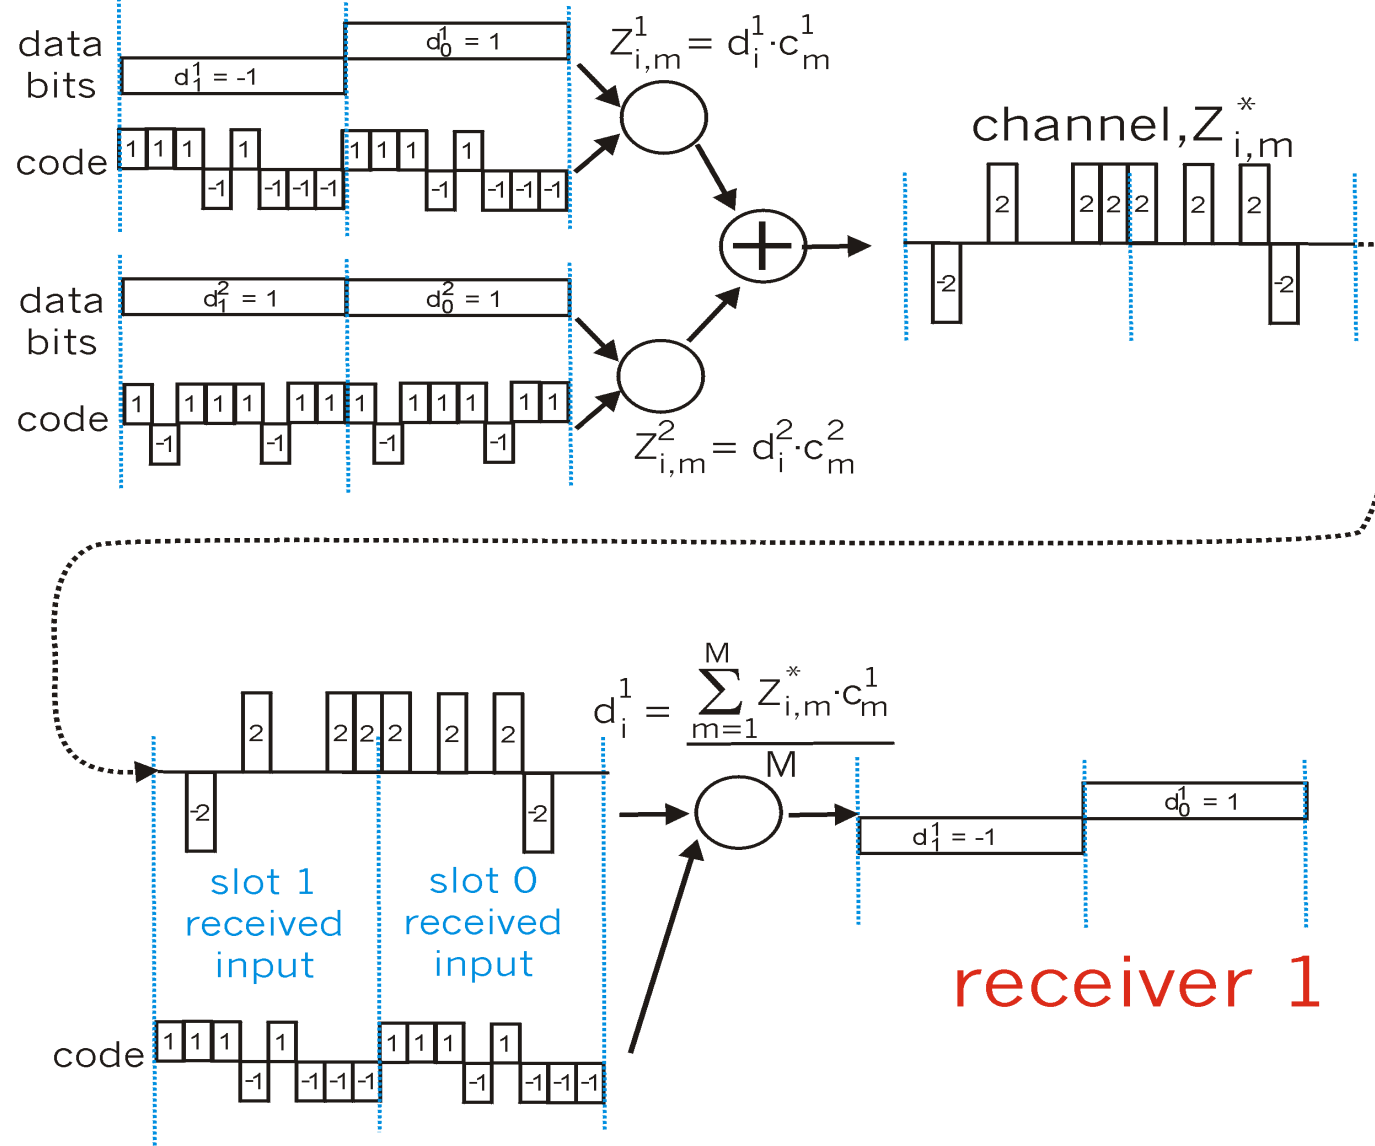 data bits
d₁¹ = -1
d₀¹ = 1
code
1 1 1 -1 1 -1 -1 -1 1 1 1 -1 1 -1 -1 -1
Z¹ᵢ,ₘ = d¹ᵢ·c¹ₘ
data bits
d₁² = 1
d₀² = 1
code
1 -1 1 1 1 -1 1 1 1 -1 1 1 1 -1 1 1
Z²ᵢ,ₘ = d²ᵢ·c²ₘ
+
channel, Z*ᵢ,ₘ
-2 2 2 2 2 2 2 -2
-2 2 2 2 2 2 2 -2
slot 1
received
input
slot 0
received
input
code
1 1 1 -1 1 -1 -1 -1 1 1 1 -1 1 -1 -1 -1
d¹ᵢ = ∑ₘ₌₁ᴹ Z*ᵢ,ₘ·c¹ₘ / M
d₁¹ = -1
d₀¹ = 1
receiver 1